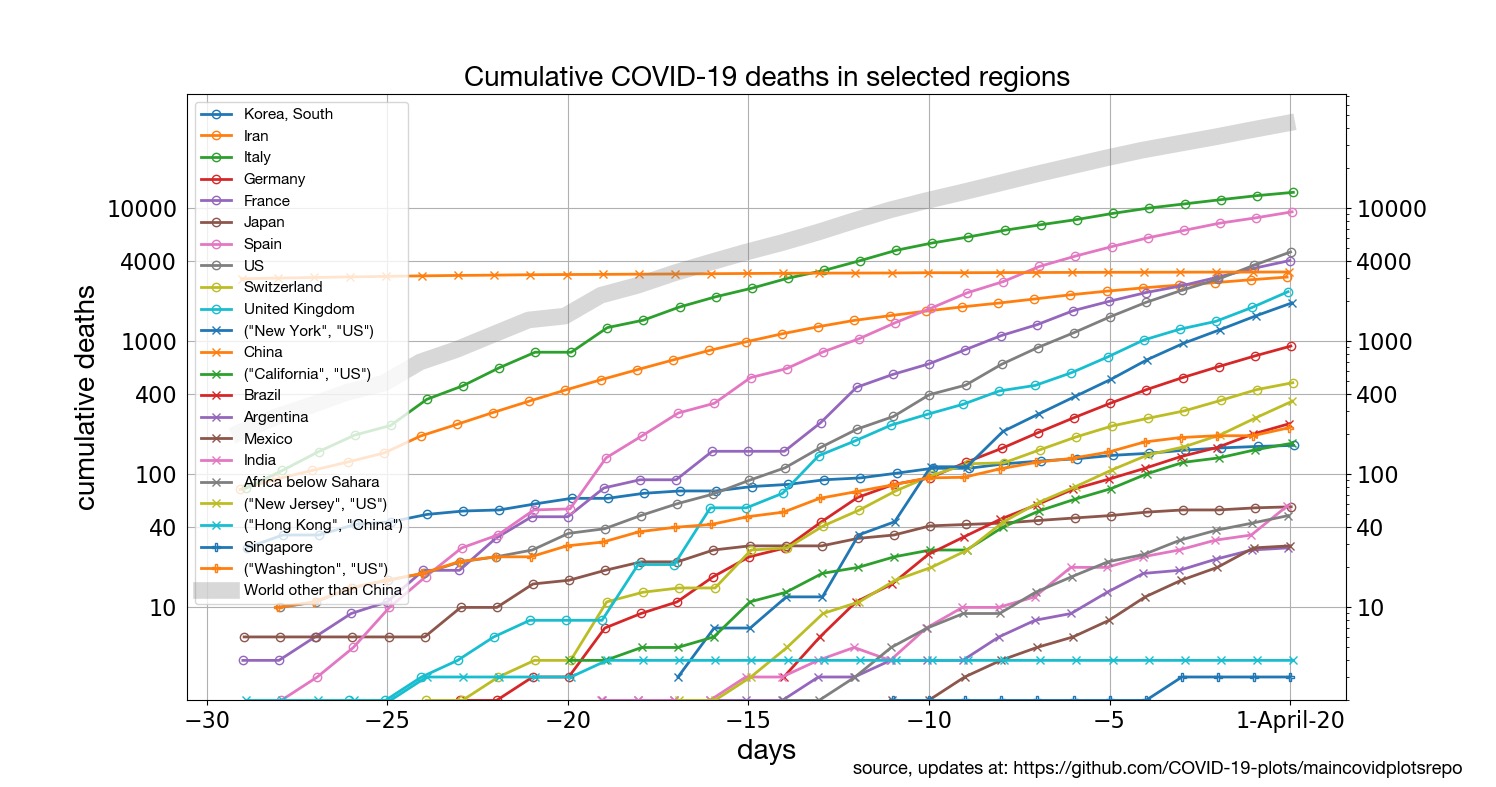 Cumulative COVID-19 deaths in selected regions
Korea, South
Iran
Italy
Germany
France
Japan
Spain
US
Switzerland
United Kingdom
("New York", "US")
China
("California", "US")
Brazil
Argentina
Mexico
India
Africa below Sahara
("New Jersey", "US")
("Hong Kong", "China")
Singapore
("Washington", "US")
World other than China
cumulative deaths
10000
4000
1000
400
100
40
10
10000
4000
1000
400
100
40
10
−30
−25
−20
−15
−10
−5
1-April-20
days
source, updates at: https://github.com/COVID-19-plots/maincovidplotsrepo